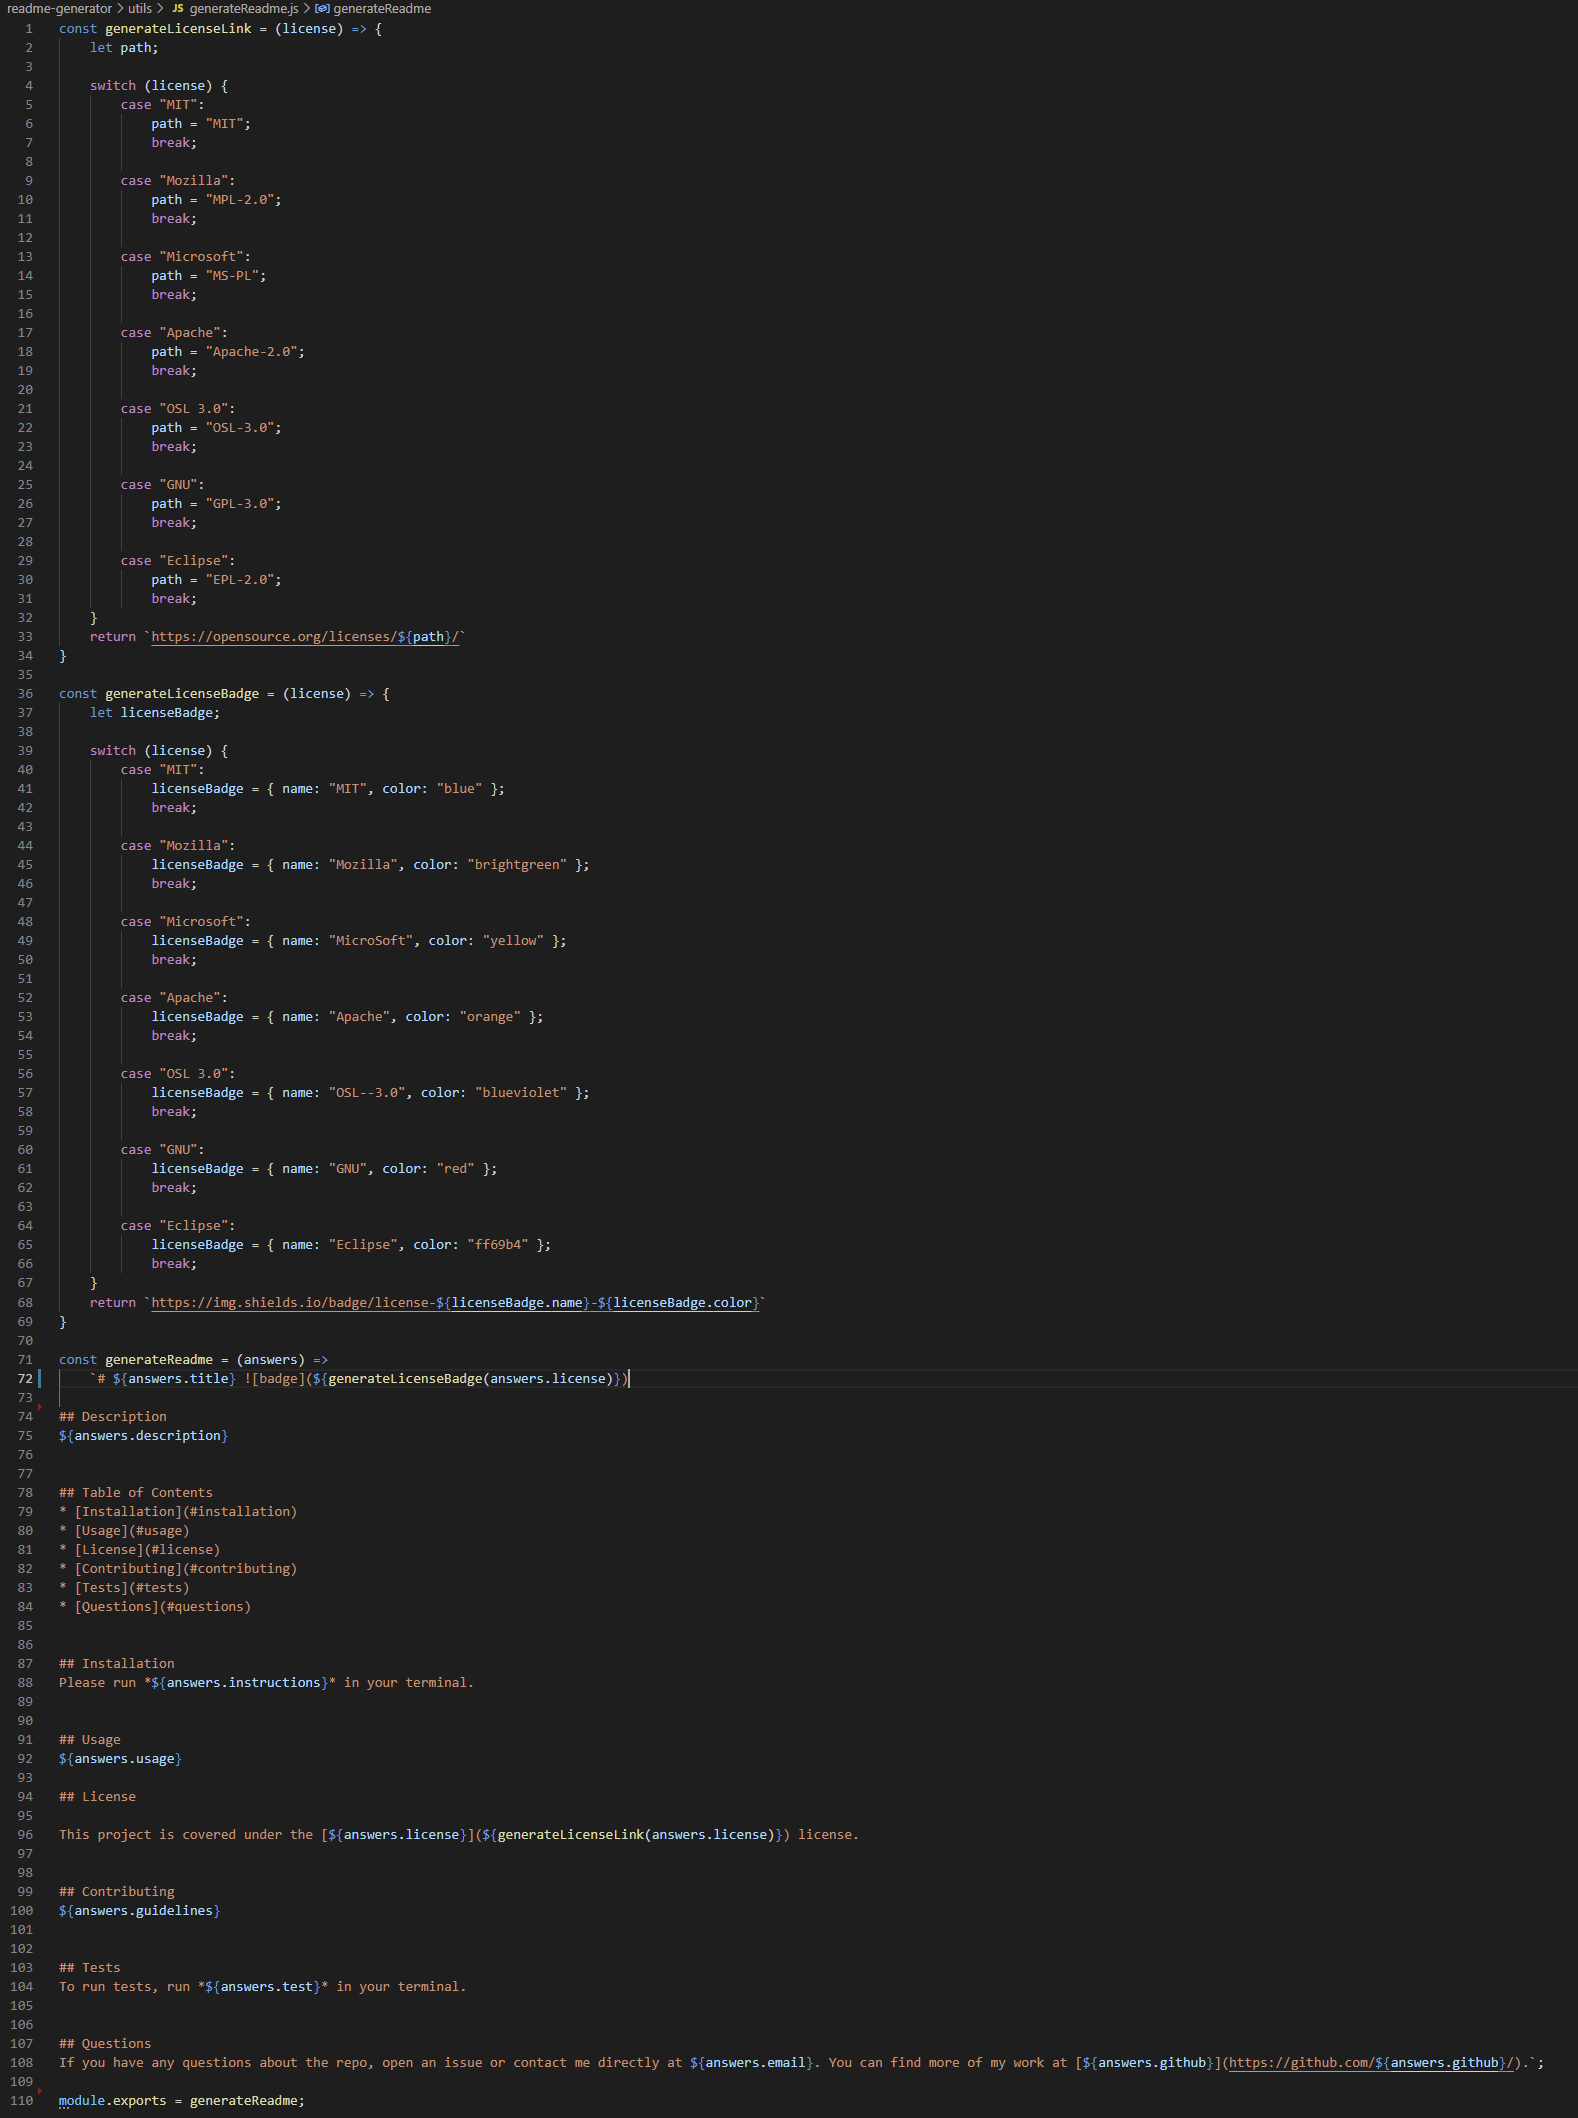 readme-generator > utils > JS generateReadme.js > generateReadme
1 const generateLicenseLink = (license) => {
2     let path;
3
4     switch (license) {
5         case "MIT":
6             path = "MIT";
7             break;
8
9         case "Mozilla":
10             path = "MPL-2.0";
11             break;
12
13         case "Microsoft":
14             path = "MS-PL";
15             break;
16
17         case "Apache":
18             path = "Apache-2.0";
19             break;
20
21         case "OSL 3.0":
22             path = "OSL-3.0";
23             break;
24
25         case "GNU":
26             path = "GPL-3.0";
27             break;
28
29         case "Eclipse":
30             path = "EPL-2.0";
31             break;
32     }
33     return `https://opensource.org/licenses/${path}/`
34 }
35
36 const generateLicenseBadge = (license) => {
37     let licenseBadge;
38
39     switch (license) {
40         case "MIT":
41             licenseBadge = { name: "MIT", color: "blue" };
42             break;
43
44         case "Mozilla":
45             licenseBadge = { name: "Mozilla", color: "brightgreen" };
46             break;
47
48         case "Microsoft":
49             licenseBadge = { name: "MicroSoft", color: "yellow" };
50             break;
51
52         case "Apache":
53             licenseBadge = { name: "Apache", color: "orange" };
54             break;
55
56         case "OSL 3.0":
57             licenseBadge = { name: "OSL--3.0", color: "blueviolet" };
58             break;
59
60         case "GNU":
61             licenseBadge = { name: "GNU", color: "red" };
62             break;
63
64         case "Eclipse":
65             licenseBadge = { name: "Eclipse", color: "ff69b4" };
66             break;
67     }
68     return `https://img.shields.io/badge/license-${licenseBadge.name}-${licenseBadge.color}`
69 }
70
71 const generateReadme = (answers) =>
72     `# ${answers.title} ![badge](${generateLicenseBadge(answers.license)})
73
74 ## Description
75 ${answers.description}
76
77
78 ## Table of Contents
79 * [Installation](#installation)
80 * [Usage](#usage)
81 * [License](#license)
82 * [Contributing](#contributing)
83 * [Tests](#tests)
84 * [Questions](#questions)
85
86
87 ## Installation
88 Please run *${answers.instructions}* in your terminal.
89
90
91 ## Usage
92 ${answers.usage}
93
94 ## License
95
96 This project is covered under the [${answers.license}](${generateLicenseLink(answers.license)}) license.
97
98
99 ## Contributing
100 ${answers.guidelines}
101
102
103 ## Tests
104 To run tests, run *${answers.test}* in your terminal.
105
106
107 ## Questions
108 If you have any questions about the repo, open an issue or contact me directly at ${answers.email}. You can find more of my work at [${answers.github}](https://github.com/${answers.github}/).`;
109
110 module.exports = generateReadme;